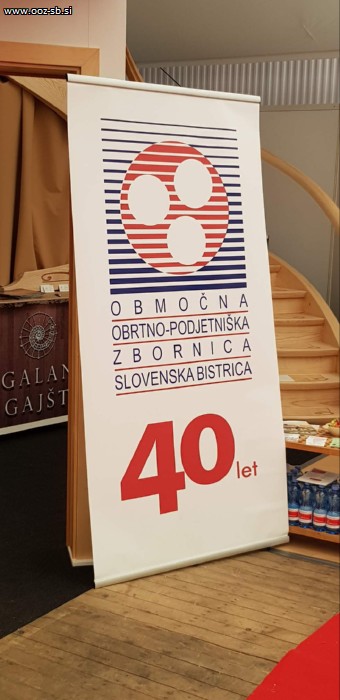 www.ooz-sb.si
OBMOČNA
OBRTNO-PODJETNIŠKA
ZBORNICA
SLOVENSKA BISTRICA
40 let
GALAN
GAJŠT